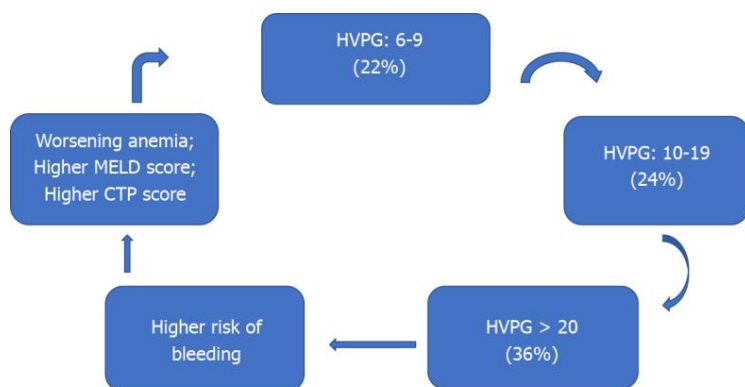 HVPG: 6-9
(22%)
HVPG: 10-19
(24%)
HVPG > 20
(36%)
Higher risk of
bleeding
Worsening anemia;
Higher MELD score;
Higher CTP score